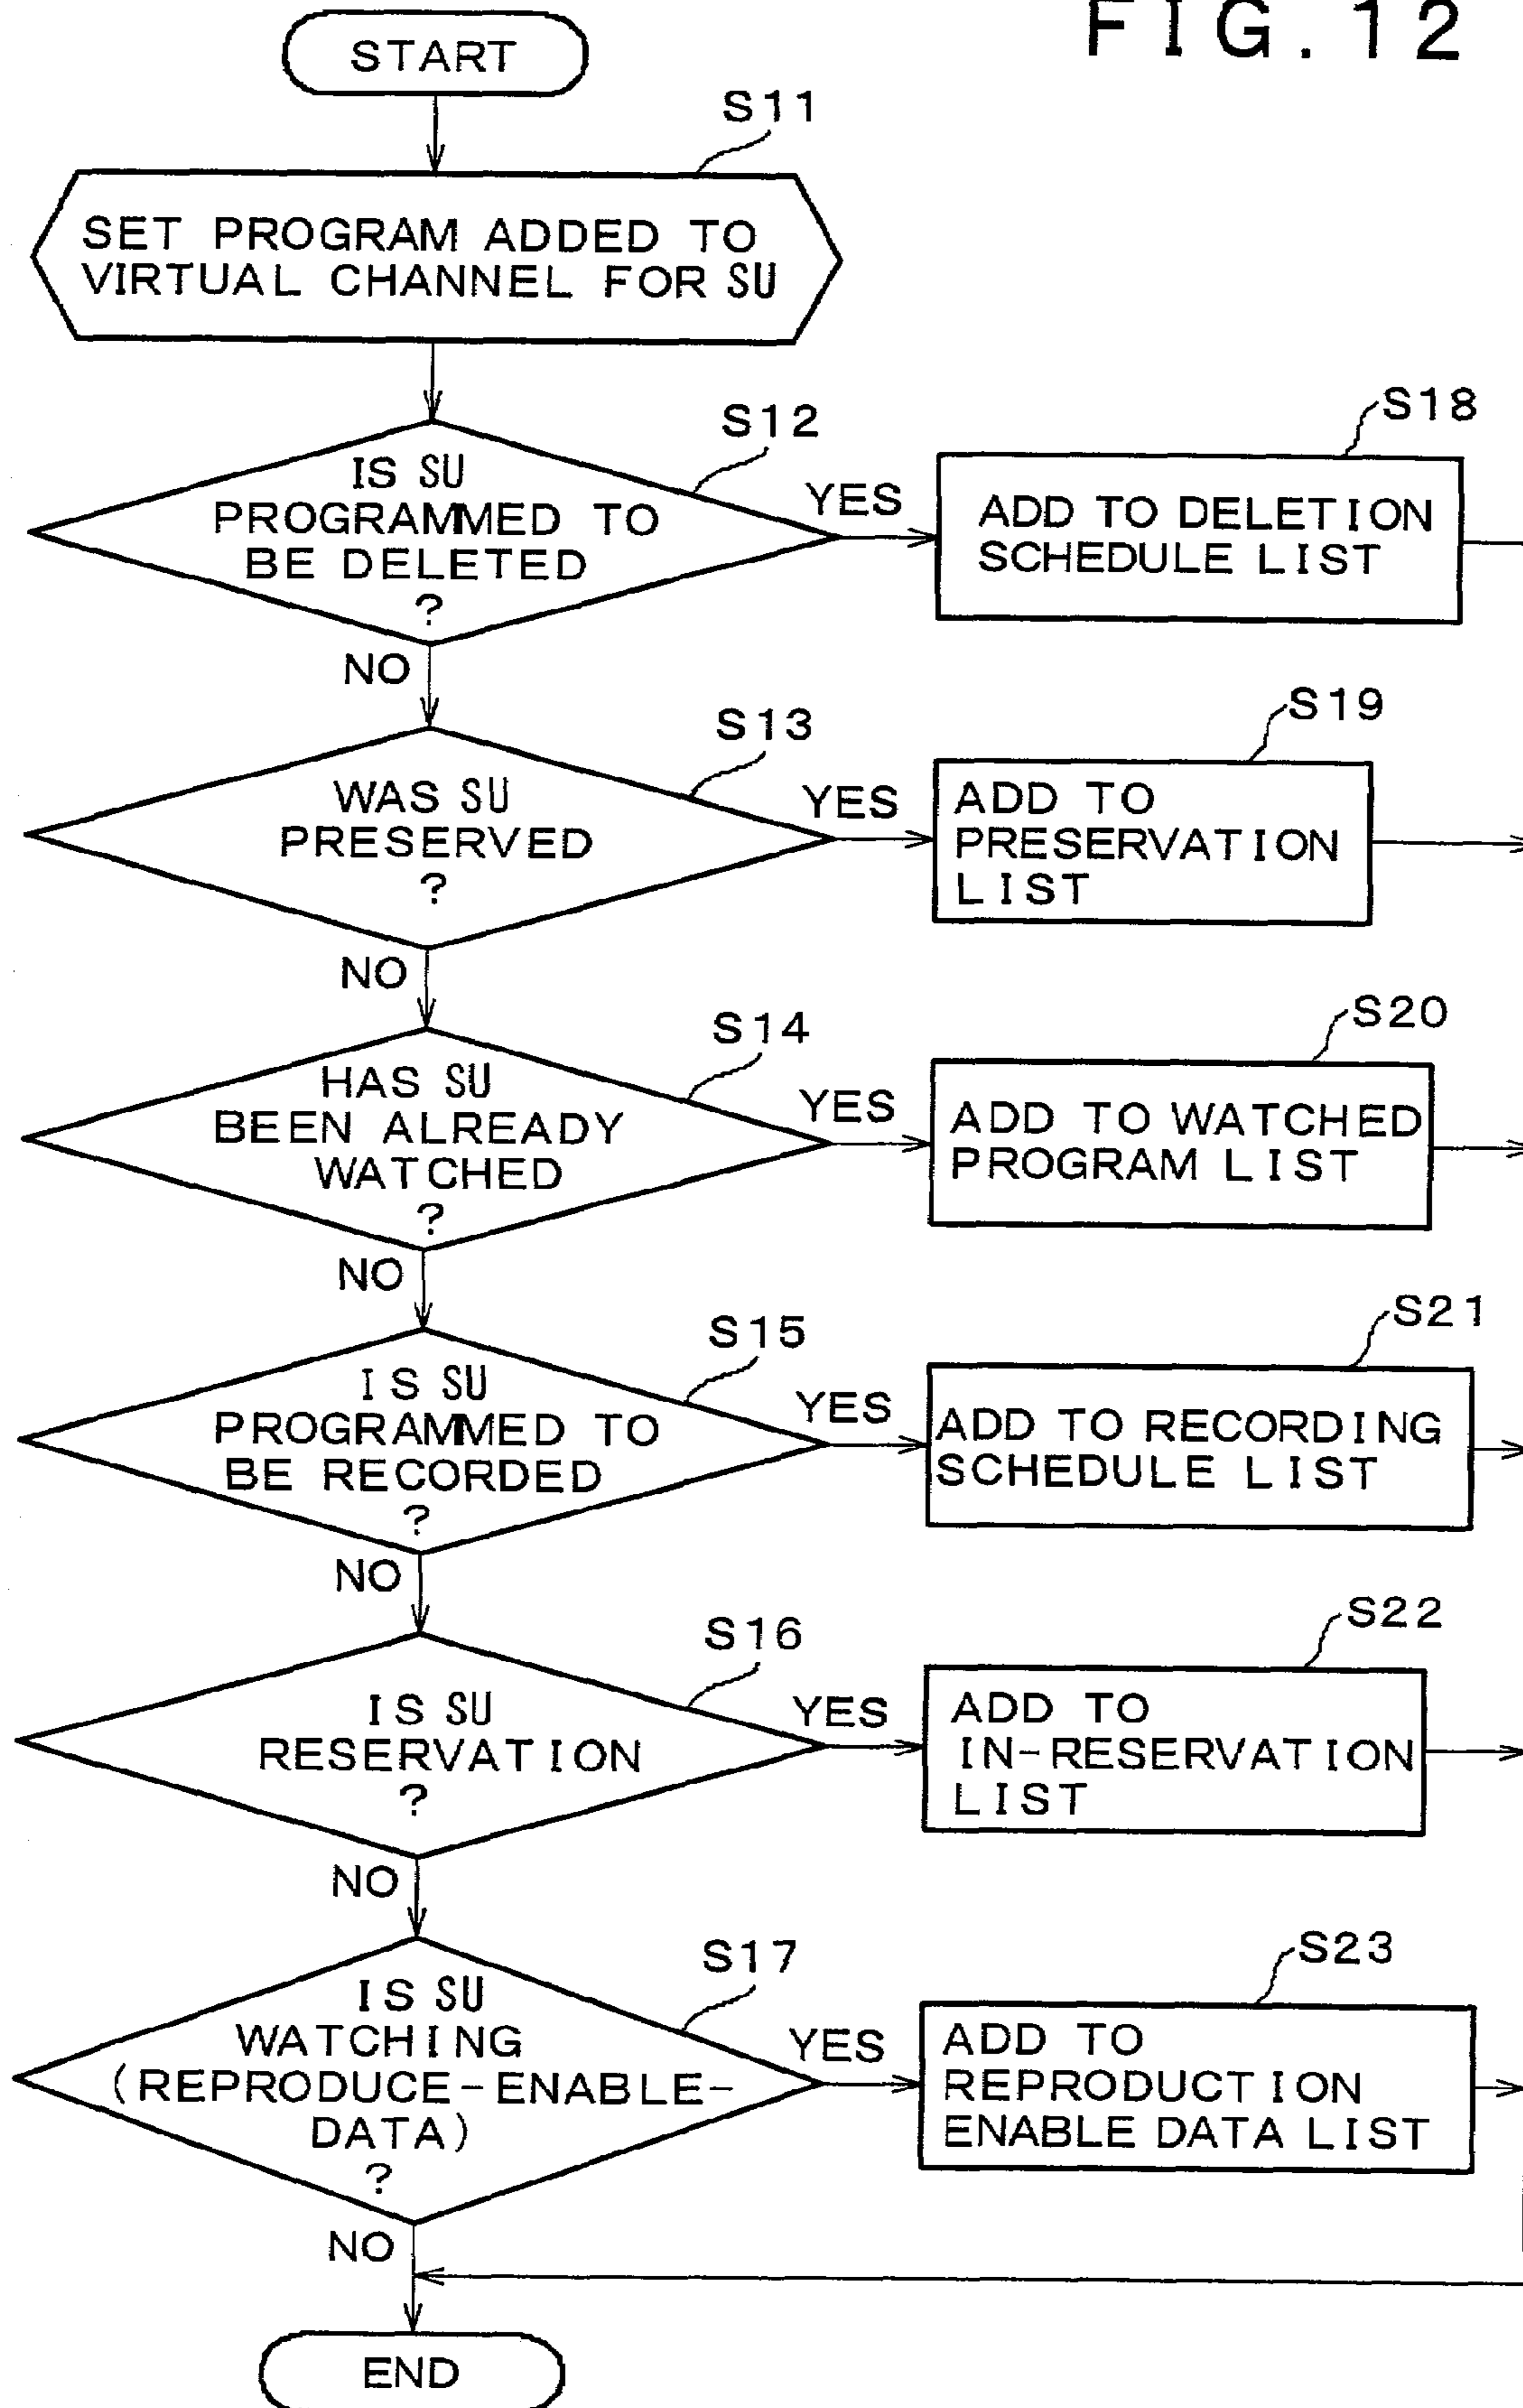 FIG.12
START
S11
SET PROGRAM ADDED TO
VIRTUAL CHANNEL FOR SU
S12
IS SU
PROGRAMMED TO
BE DELETED
?
YES
S18
ADD TO DELETION
SCHEDULE LIST
NO
S13
WAS SU
PRESERVED
?
YES
S19
ADD TO
PRESERVATION
LIST
NO
S14
HAS SU
BEEN ALREADY
WATCHED
?
YES
S20
ADD TO WATCHED
PROGRAM LIST
NO
S15
IS SU
PROGRAMMED TO
BE RECORDED
?
YES
S21
ADD TO RECORDING
SCHEDULE LIST
NO
S16
IS SU
RESERVATION
?
YES
S22
ADD TO
IN-RESERVATION
LIST
NO
S17
IS SU
WATCHING
(REPRODUCE-ENABLE-
DATA)
?
YES
S23
ADD TO
REPRODUCTION
ENABLE DATA LIST
NO
END